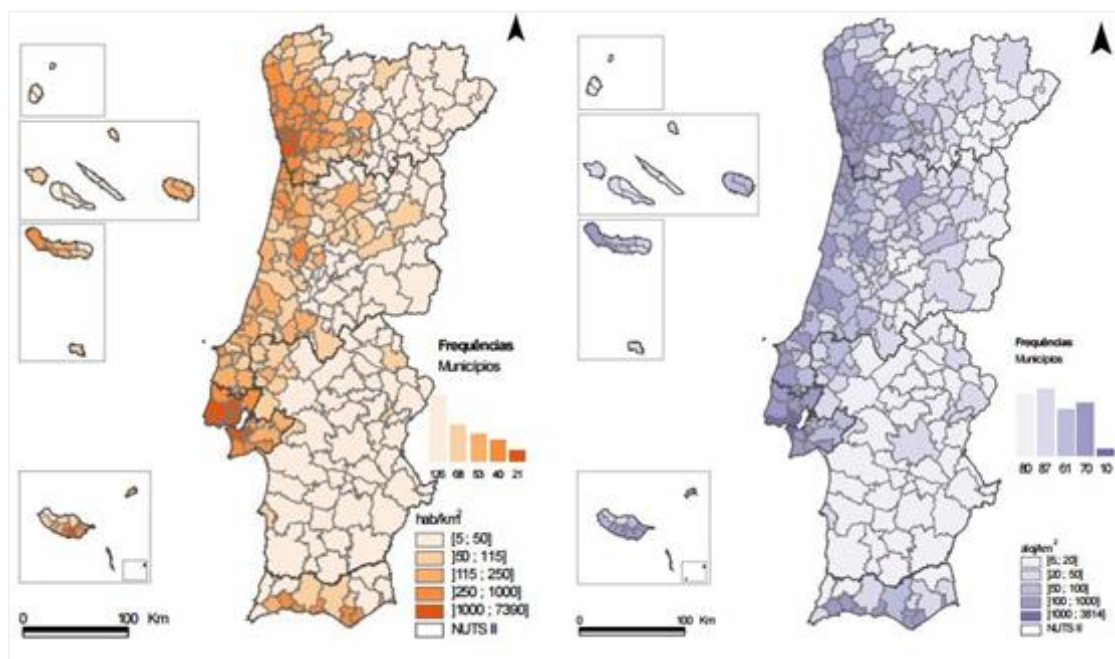 Frequências
Municípios
126 68 53 40 21
hab/km²
[5 ; 50]
]50 ; 115]
]115 ; 250]
]250 ; 1000]
]1000 ; 7390]
NUTS II
0 100 Km
Frequências
Municípios
80 87 61 70 10
aloj/km²
[5 ; 20]
]20 ; 50]
]50 ; 100]
]100 ; 1000]
]1000 ; 3814]
NUTS II
0 100 Km